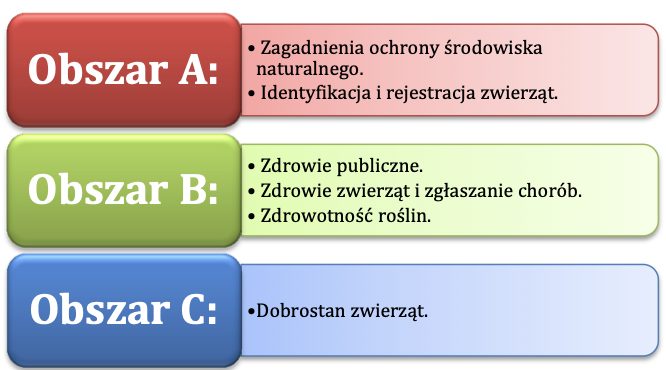 Obszar A:
• Zagadnienia ochrony środowiska
naturalnego.
• Identyfikacja i rejestracja zwierząt.
Obszar B:
• Zdrowie publiczne.
• Zdrowie zwierząt i zgłaszanie chorób.
• Zdrowotność roślin.
Obszar C:
•Dobrostan zwierząt.